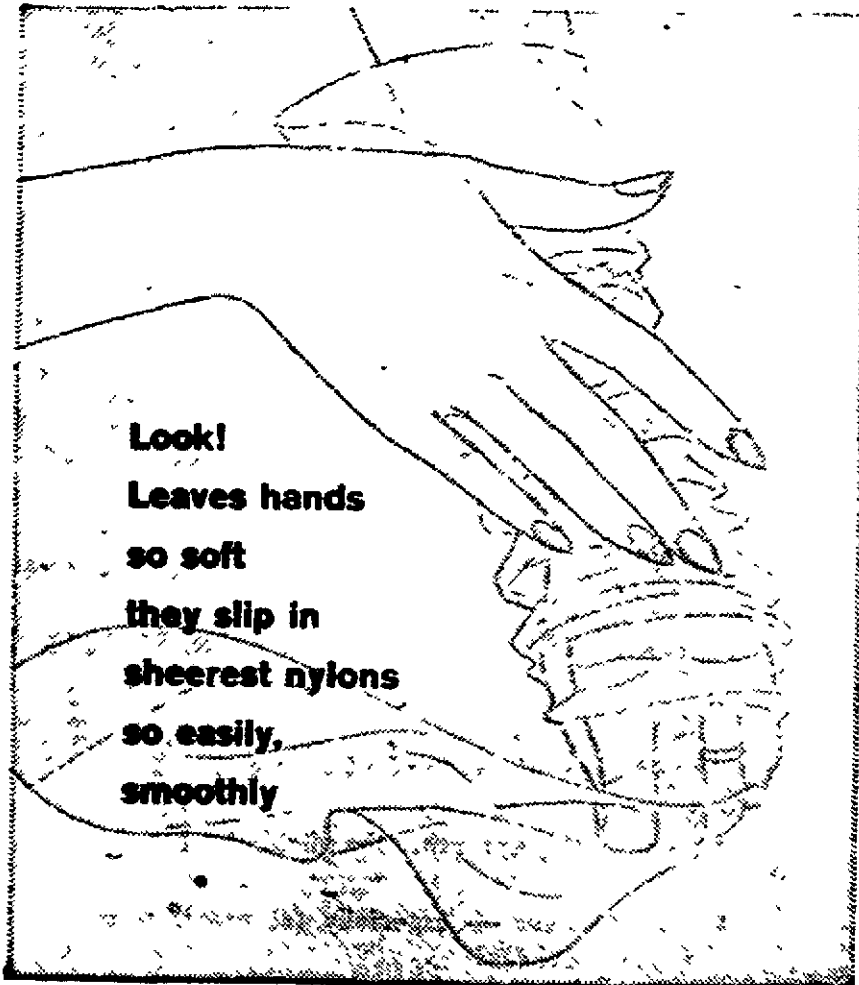 Look!
Leaves hands
so soft
they slip in
sheerest nylons
so easily,
smoothly